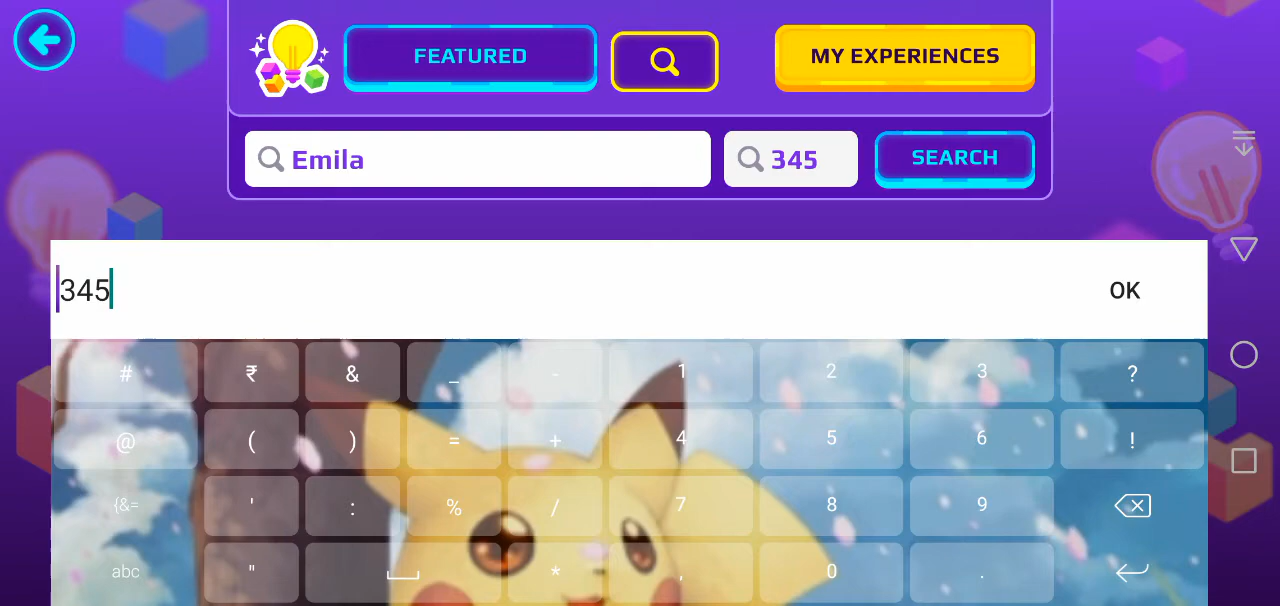 FEATURED
MY EXPERIENCES
Emila
345
SEARCH
345
OK
# ₹ & _ - 1 2 3 ?
@ ( ) = + 4 5 6 !
{&= ' : % / 7 8 9
abc " * , 0 .